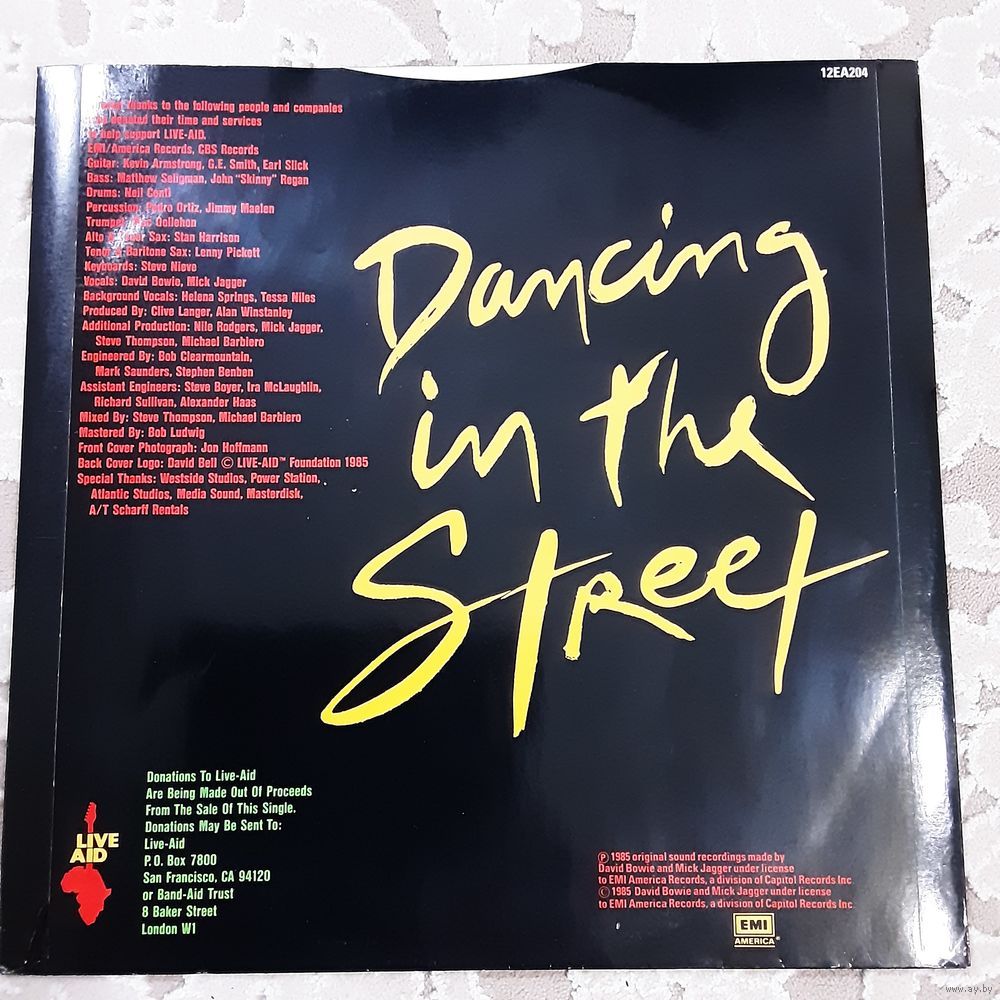 12EA204
thanks to the following people and companies
donated their time and services
to help support LIVE-AID.
EMI/America Records, CBS Records
Guitar: Kevin Armstrong, G.E. Smith, Earl Slick
Bass: Matthew Seligman, John "Skinny" Regan
Drums: Neil Conti
Percussion: Pedro Ortiz, Jimmy Maelen
Trumpet: Mac Gollehon
Alto & Tenor Sax: Stan Harrison
Tenor & Baritone Sax: Lenny Pickett
Keyboards: Steve Nieve
Vocals: David Bowie, Mick Jagger
Background Vocals: Helena Springs, Tessa Niles
Produced By: Clive Langer, Alan Winstanley
Additional Production: Nile Rodgers, Mick Jagger,
Steve Thompson, Michael Barbiero
Engineered By: Bob Clearmountain,
Mark Saunders, Stephen Benben
Assistant Engineers: Steve Boyer, Ira McLaughlin,
Richard Sullivan, Alexander Haas
Mixed By: Steve Thompson, Michael Barbiero
Mastered By: Bob Ludwig
Front Cover Photograph: Jon Hoffmann
Back Cover Logo: David Bell © LIVE-AID™ Foundation 1985
Special Thanks: Westside Studios, Power Station,
Atlantic Studios, Media Sound, Masterdisk,
A/T Scharff Rentals
Dancing
in the
Street
Donations To Live-Aid
Are Being Made Out Of Proceeds
From The Sale Of This Single.
Donations May Be Sent To:
Live-Aid
P.O. Box 7800
San Francisco, CA 94120
or Band-Aid Trust
8 Baker Street
London W1
LIVE
AID
℗ 1985 original sound recordings made by
David Bowie and Mick Jagger under license
to EMI America Records, a division of Capitol Records Inc.
© 1985 David Bowie and Mick Jagger under license
to EMI America Records, a division of Capitol Records Inc.
EMI
AMERICA®
www.ay.by